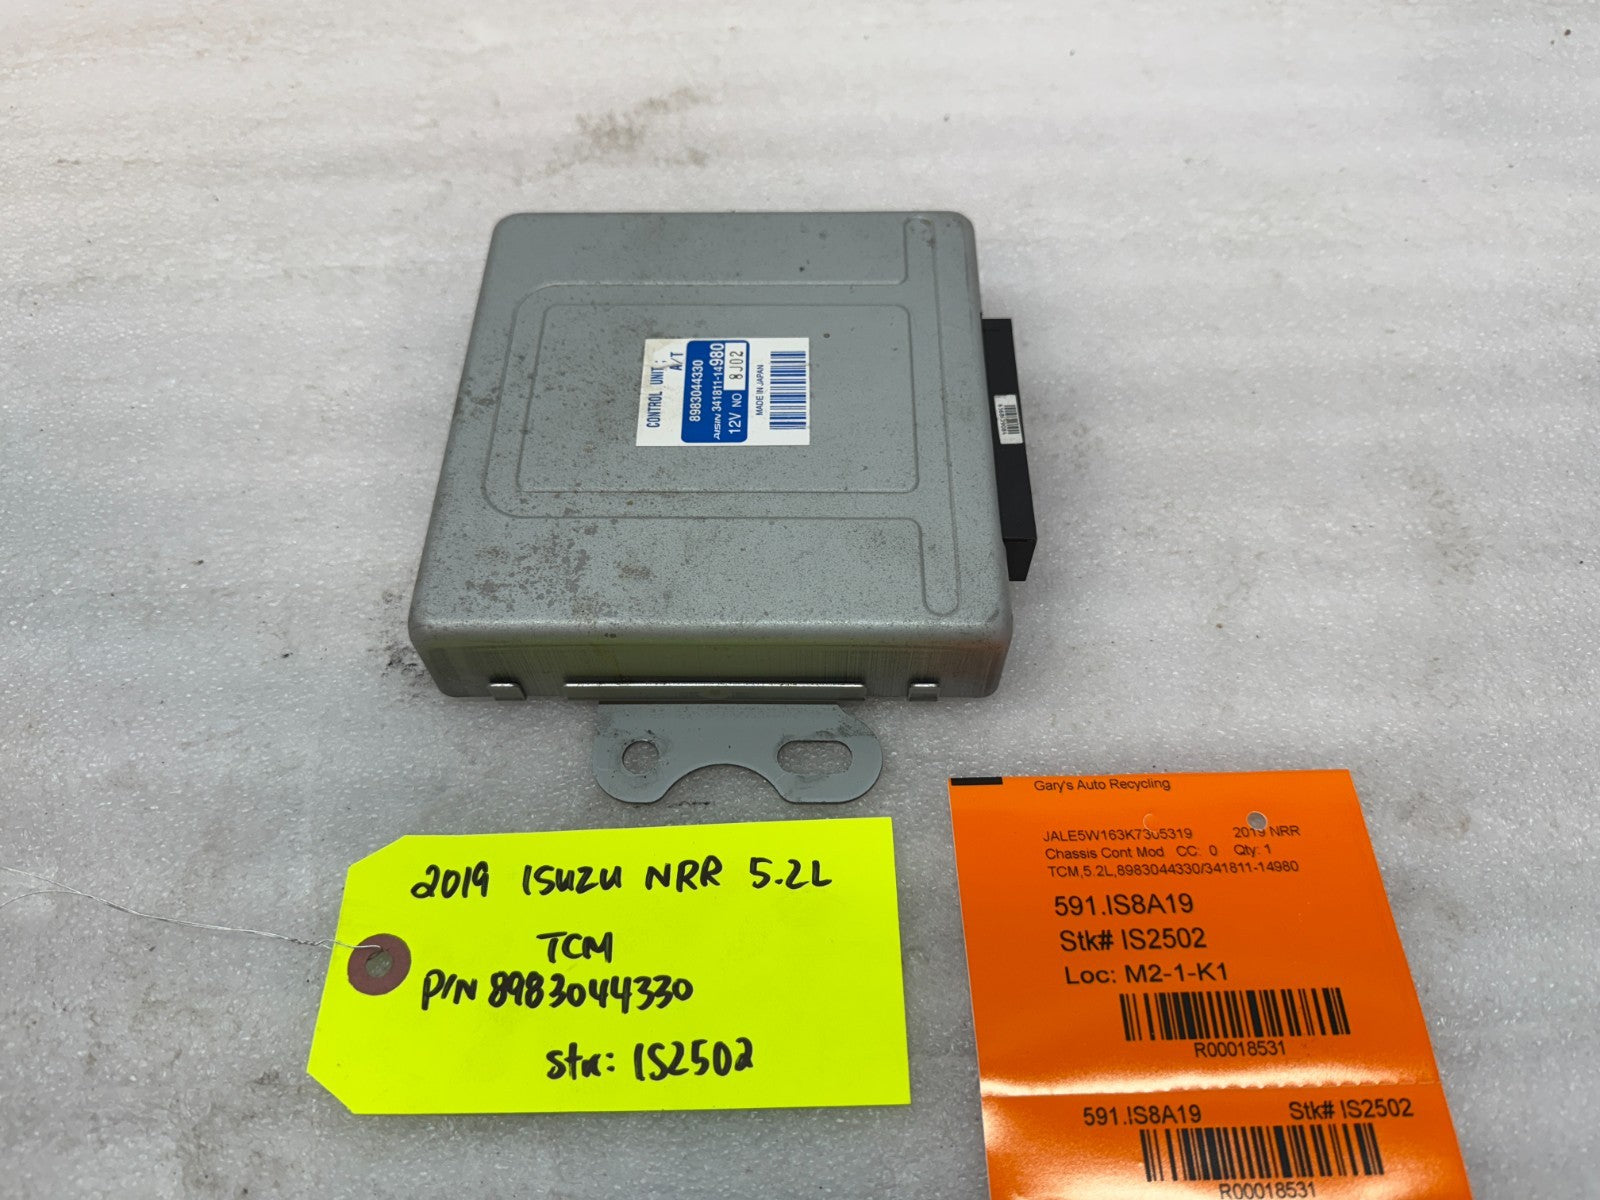 CONTROL UNIT ;
A/T
8983044330
AISIN 341811-14980
12V NO 8J02
MADE IN JAPAN
2019 ISUZU NRR 5.2L
TCM
P/N 8983044330
STK: IS2502
Gary's Auto Recycling
JALE5W163K7305319 2019 NRR
Chassis Cont Mod CC: 0 Qty: 1
TCM,5.2L,8983044330/341811-14980
591.IS8A19
Stk# IS2502
Loc: M2-1-K1
R00018531
591.IS8A19 Stk# IS2502
R00018531